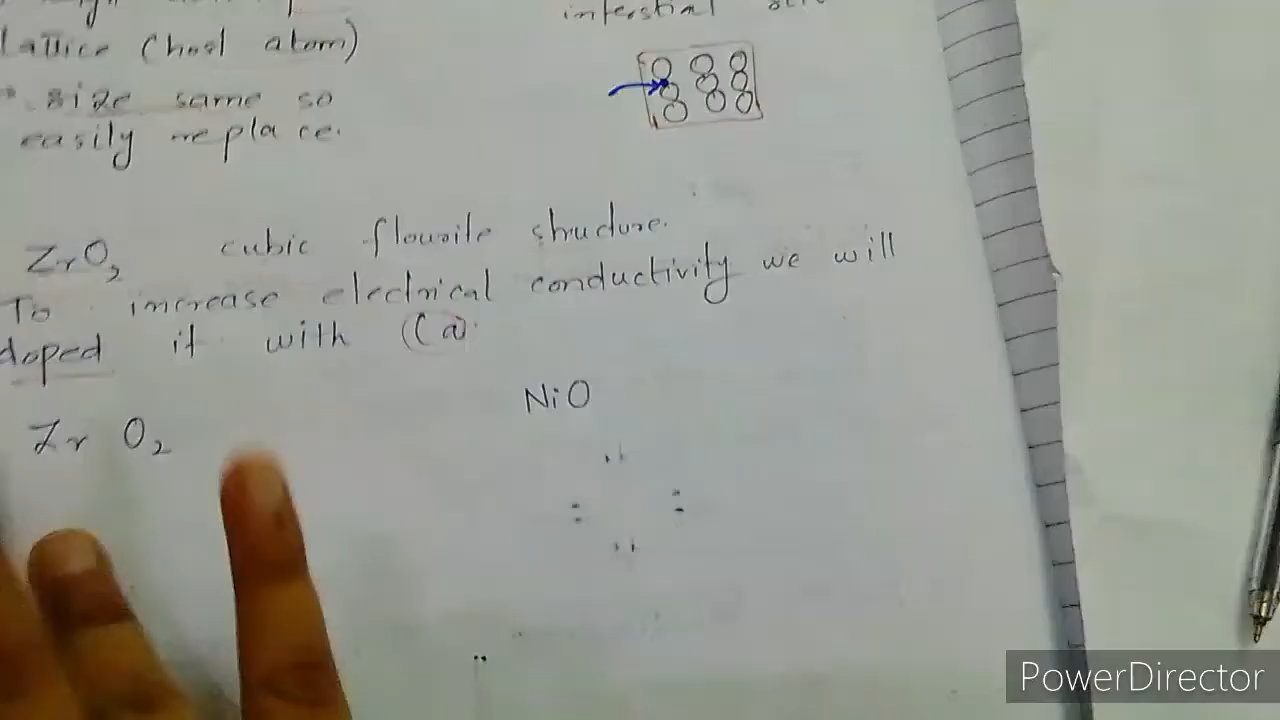 interstial
lattice (host atom)
size same so
easily replace.
ZrO2 cubic flourite structure.
To increase electrical conductivity we will
doped it with (Ca).
NiO
Zr O2
PowerDirector